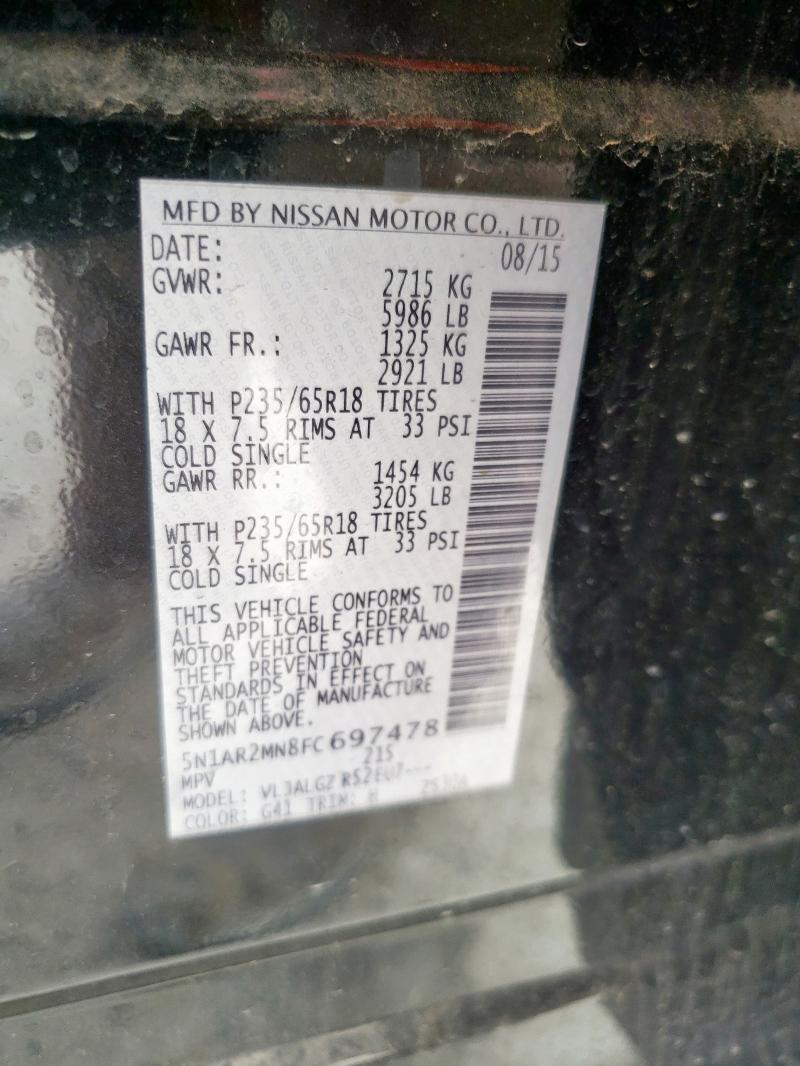 MFD BY NISSAN MOTOR CO., LTD.
DATE: 08/15
GVWR: 2715 KG
5986 LB
GAWR FR.: 1325 KG
2921 LB
WITH P235/65R18 TIRES
18 X 7.5 RIMS AT 33 PSI
COLD SINGLE
GAWR RR.: 1454 KG
3205 LB
WITH P235/65R18 TIRES
18 X 7.5 RIMS AT 33 PSI
COLD SINGLE
THIS VEHICLE CONFORMS TO
ALL APPLICABLE FEDERAL
MOTOR VEHICLE SAFETY AND
THEFT PREVENTION
STANDARDS IN EFFECT ON
THE DATE OF MANUFACTURE
SHOWN ABOVE.
5N1AR2MN8FC697478
MPV 215
MODEL:
COLOR: G41 TRIM: H